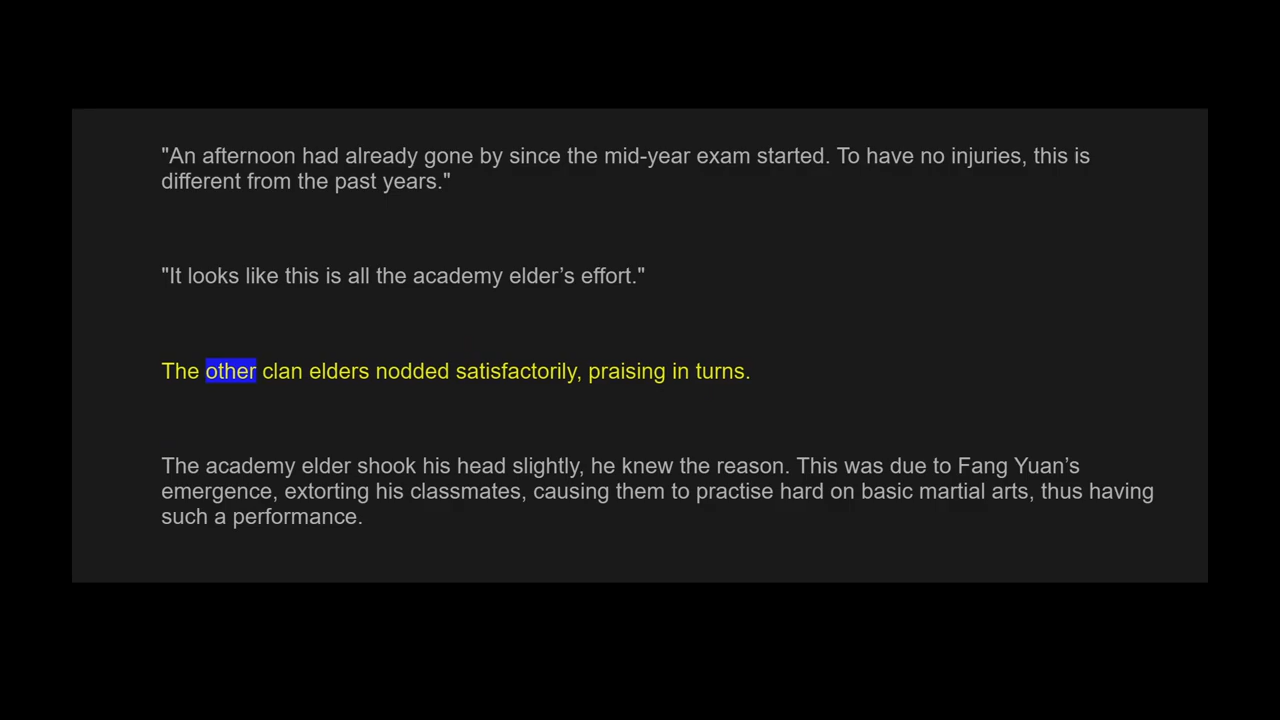 "An afternoon had already gone by since the mid-year exam started. To have no injuries, this is
different from the past years."
"It looks like this is all the academy elder’s effort."
The other clan elders nodded satisfactorily, praising in turns.
The academy elder shook his head slightly, he knew the reason. This was due to Fang Yuan’s
emergence, extorting his classmates, causing them to practise hard on basic martial arts, thus having
such a performance.